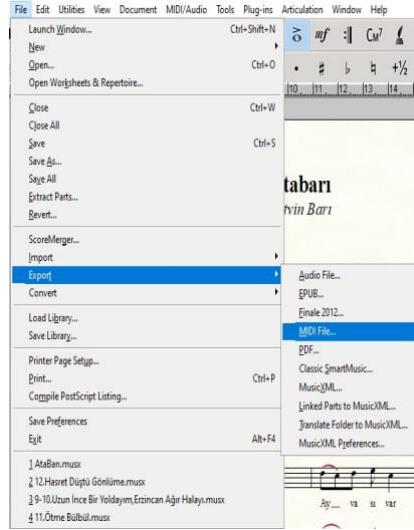 File Edit Utilities View Document MIDI/Audio Tools Plug-ins Articulation Window Help
Launch Window... Ctrl+Shift+N
New
Open... Ctrl+O
Open Worksheets & Repertoire...
Close Ctrl+W
Close All
Save Ctrl+S
Save As...
Save All
Extract Parts...
Revert...
ScoreMerger...
Import
Export
Convert
Load Library...
Save Library...
Printer Page Setup...
Print... Ctrl+P
Compile PostScript Listing...
Save Preferences
Exit Alt+F4
1 AtaBarı.musx
2 12.Hasret Düştü Gönlüme.musx
3 9-10.Uzun İnce Bir Yoldayım,Erzincan Ağır Halayı.musx
4 11.Ötme Bülbül.musx
Audio File...
EPUB...
Finale 2012...
MIDI File...
PDF...
Classic SmartMusic...
MusicXML...
Linked Parts to MusicXML...
Translate Folder to MusicXML...
MusicXML Preferences...
mf CM7
+½
10 11 12 13 14
tabarı
tvin Barı
Ay_ va sı var